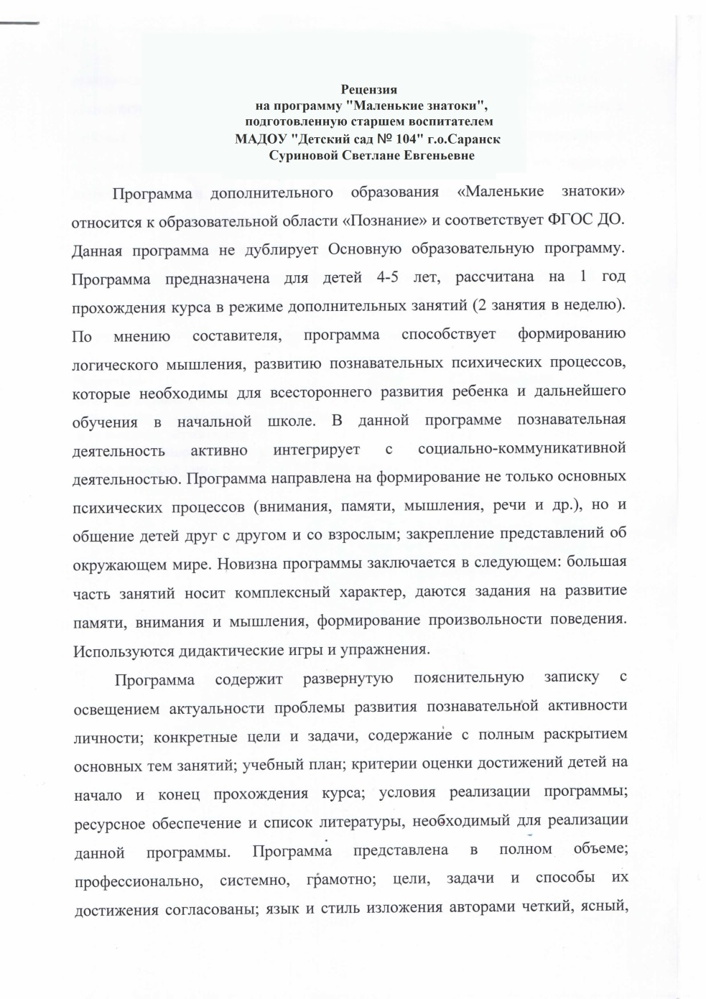 Рецензия
на программу "Маленькие знатоки",
подготовленную старшем воспитателем
МАДОУ "Детский сад № 104" г.о.Саранск
Суриновой Светлане Евгеньевне
Программа дополнительного образования «Маленькие знатоки»
относится к образовательной области «Познание» и соответствует ФГОС ДО.
Данная программа не дублирует Основную образовательную программу.
Программа предназначена для детей 4-5 лет, рассчитана на 1 год
прохождения курса в режиме дополнительных занятий (2 занятия в неделю).
По мнению составителя, программа способствует формированию
логического мышления, развитию познавательных психических процессов,
которые необходимы для всестороннего развития ребенка и дальнейшего
обучения в начальной школе. В данной программе познавательная
деятельность активно интегрирует с социально-коммуникативной
деятельностью. Программа направлена на формирование не только основных
психических процессов (внимания, памяти, мышления, речи и др.), но и
общение детей друг с другом и со взрослым; закрепление представлений об
окружающем мире. Новизна программы заключается в следующем: большая
часть занятий носит комплексный характер, даются задания на развитие
памяти, внимания и мышления, формирование произвольности поведения.
Используются дидактические игры и упражнения.
Программа содержит развернутую пояснительную записку с
освещением актуальности проблемы развития познавательной активности
личности; конкретные цели и задачи, содержание с полным раскрытием
основных тем занятий; учебный план; критерии оценки достижений детей на
начало и конец прохождения курса; условия реализации программы;
ресурсное обеспечение и список литературы, необходимый для реализации
данной программы. Программа представлена в полном объеме;
профессионально, системно, грамотно; цели, задачи и способы их
достижения согласованы; язык и стиль изложения авторами четкий, ясный,